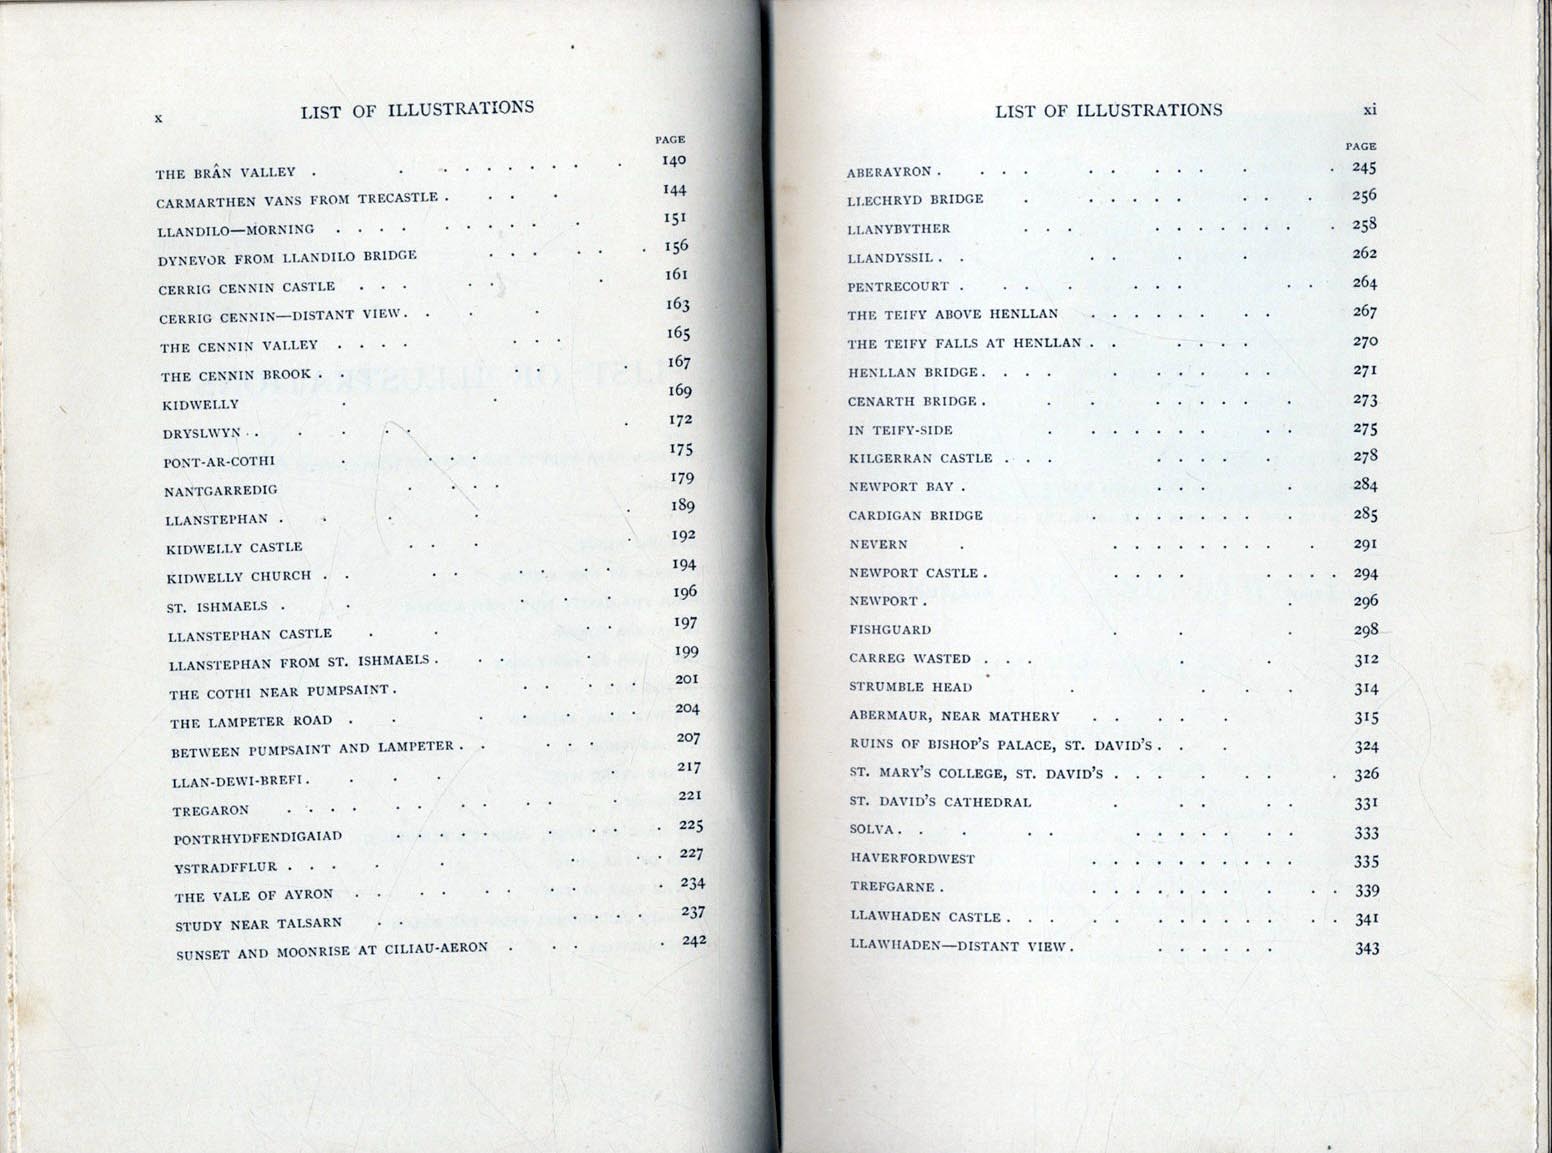 x LIST OF ILLUSTRATIONS
PAGE
THE BRÂN VALLEY . . . . . . . . . . 140
CARMARTHEN VANS FROM TRECASTLE . . . . 144
LLANDILO—MORNING . . . . . . . . . . 151
DYNEVOR FROM LLANDILO BRIDGE . . . . . . 156
CERRIG CENNIN CASTLE . . . . . . 161
CERRIG CENNIN—DISTANT VIEW . . . . 163
THE CENNIN VALLEY . . . . . . . 165
THE CENNIN BROOK . . . 167
KIDWELLY . . 169
DRYSLWYN . . . . . . . 172
PONT-AR-COTHI . 175
NANTGARREDIG . . . . 179
LLANSTEPHAN . . . . . 189
KIDWELLY CASTLE . . . . 192
KIDWELLY CHURCH . . . . . . . . 194
ST. ISHMAELS . . . . . 196
LLANSTEPHAN CASTLE . . . . 197
LLANSTEPHAN FROM ST. ISHMAELS . . . . 199
THE COTHI NEAR PUMPSAINT . . . . . . 201
THE LAMPETER ROAD . . . . . . . 204
BETWEEN PUMPSAINT AND LAMPETER . . . . . 207
LLAN-DEWI-BREFI . . . . 217
TREGARON . . . . . . . . . . 221
PONTRHYDFENDIGAIAD . . . . . 225
YSTRADFFLUR . . . . . . . . 227
THE VALE OF AYRON . . . . . . . . . . 234
STUDY NEAR TALSARN . . . . . . . . 237
SUNSET AND MOONRISE AT CILIAU-AERON . . . . . 242
LIST OF ILLUSTRATIONS xi
PAGE
ABERAYRON . . . . . . . . . . . 245
LLECHRYD BRIDGE . . . . . . . . . 256
LLANYBYTHER . . . . . . . . . . . 258
LLANDYSSIL . . . . . . 262
PENTRECOURT . . . . . . . . . 264
THE TEIFY ABOVE HENLLAN . . . . . . . . 267
THE TEIFY FALLS AT HENLLAN . . . . . . 270
HENLLAN BRIDGE . . . . . . . . . 271
CENARTH BRIDGE . . . . . . . . . 273
IN TEIFY-SIDE . . . . . . . 275
KILGERRAN CASTLE . . . . . . . . . 278
NEWPORT BAY . . . . . 284
CARDIGAN BRIDGE . . . . . . . 285
NEVERN . . . . . . . . . . 291
NEWPORT CASTLE . . . . . . . . . 294
NEWPORT . . 296
FISHGUARD . . . 298
CARREG WASTED . . . . . 312
STRUMBLE HEAD . . . . 314
ABERMAUR, NEAR MATHERY . . . . . 315
RUINS OF BISHOP'S PALACE, ST. DAVID'S . . . 324
ST. MARY'S COLLEGE, ST. DAVID'S . . . . . . . 326
ST. DAVID'S CATHEDRAL . . . . . 331
SOLVA . . . . . . . . . . 333
HAVERFORDWEST . . . . . . . . . . 335
TREFGARNE . . . . . . . . . . . 339
LLAWHADEN CASTLE . . . . . . . . . . . 341
LLAWHADEN—DISTANT VIEW . . . . . . . 343